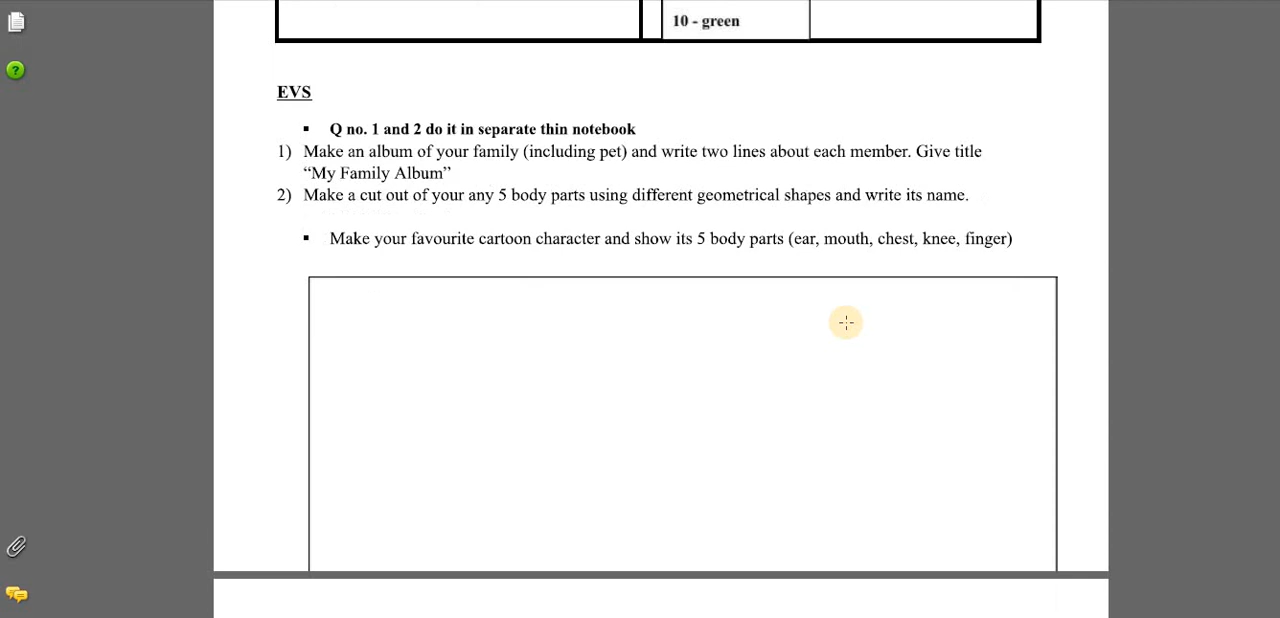 10 - green
EVS
▪ Q no. 1 and 2 do it in separate thin notebook
1) Make an album of your family (including pet) and write two lines about each member. Give title
“My Family Album”
2) Make a cut out of your any 5 body parts using different geometrical shapes and write its name.
▪ Make your favourite cartoon character and show its 5 body parts (ear, mouth, chest, knee, finger)